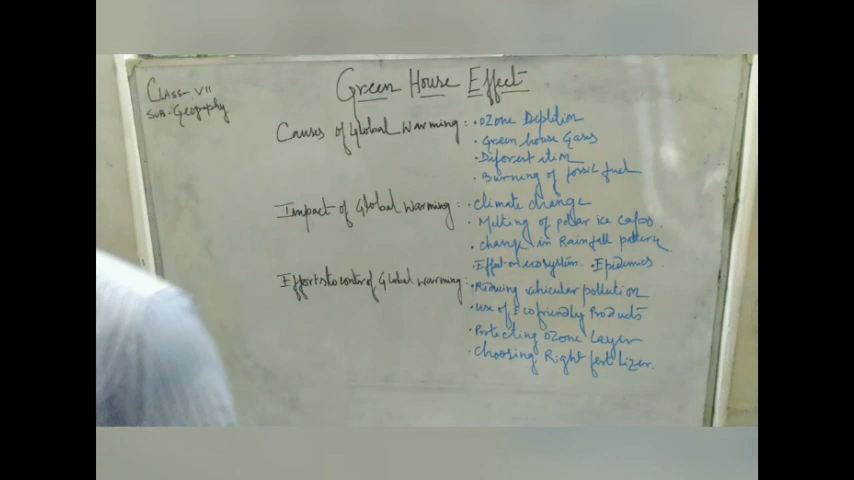 Green House Effect
CLASS- VII
SUB- Geography
Causes of Global Warming : • Ozone Depletion
• Green house Gases
• Diforestation
• Burning of fossil fuel
Impact of Global Warming : • Climate change
• Melting of polar ice caps.
• change in Rainfall pattern
• Effect on ecosystem. • Epidemics
Efforts to control Global Warming : • Reducing vehicular pollution
• use of Ecofriendly Products
• Protecting Ozone Layer
• Choosing Right fertilizer.